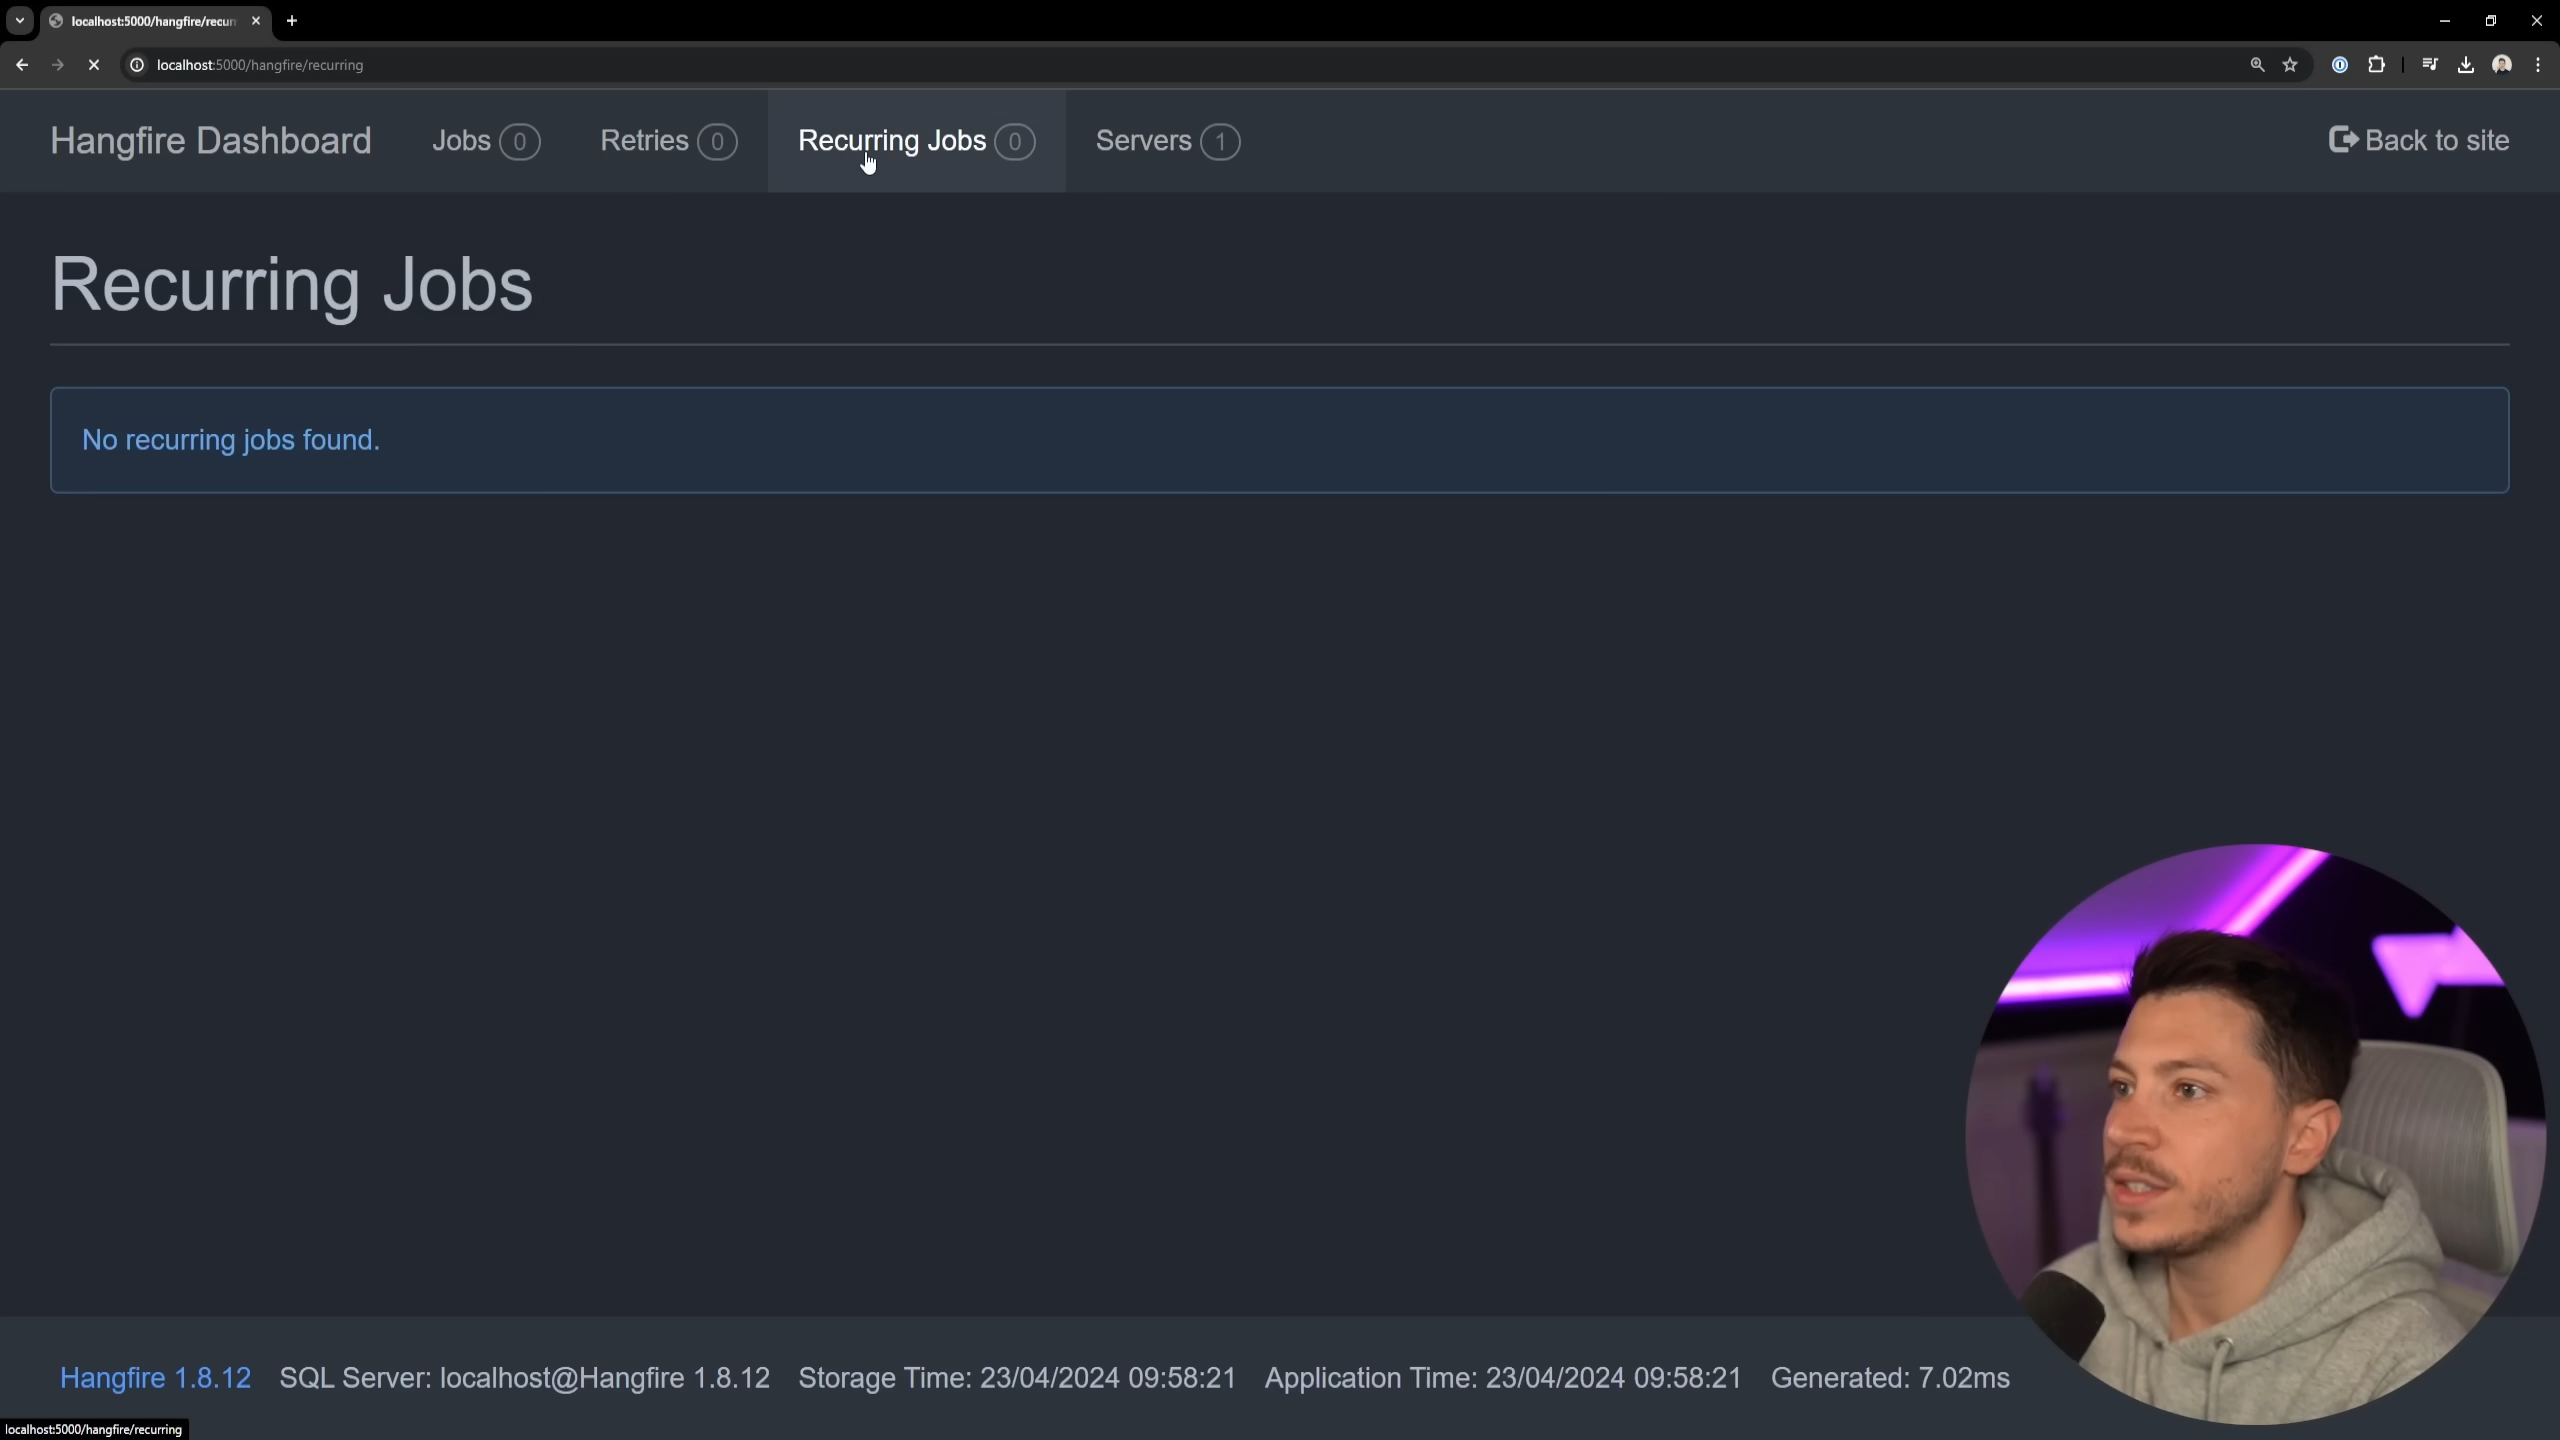 localhost:5000/hangfire/recur
localhost:5000/hangfire/recurring
Hangfire Dashboard Jobs 0 Retries 0 Recurring Jobs 0 Servers 1 Back to site
Recurring Jobs
No recurring jobs found.
Hangfire 1.8.12 SQL Server: localhost@Hangfire 1.8.12 Storage Time: 23/04/2024 09:58:21 Application Time: 23/04/2024 09:58:21 Generated: 7.02ms
localhost:5000/hangfire/recurring